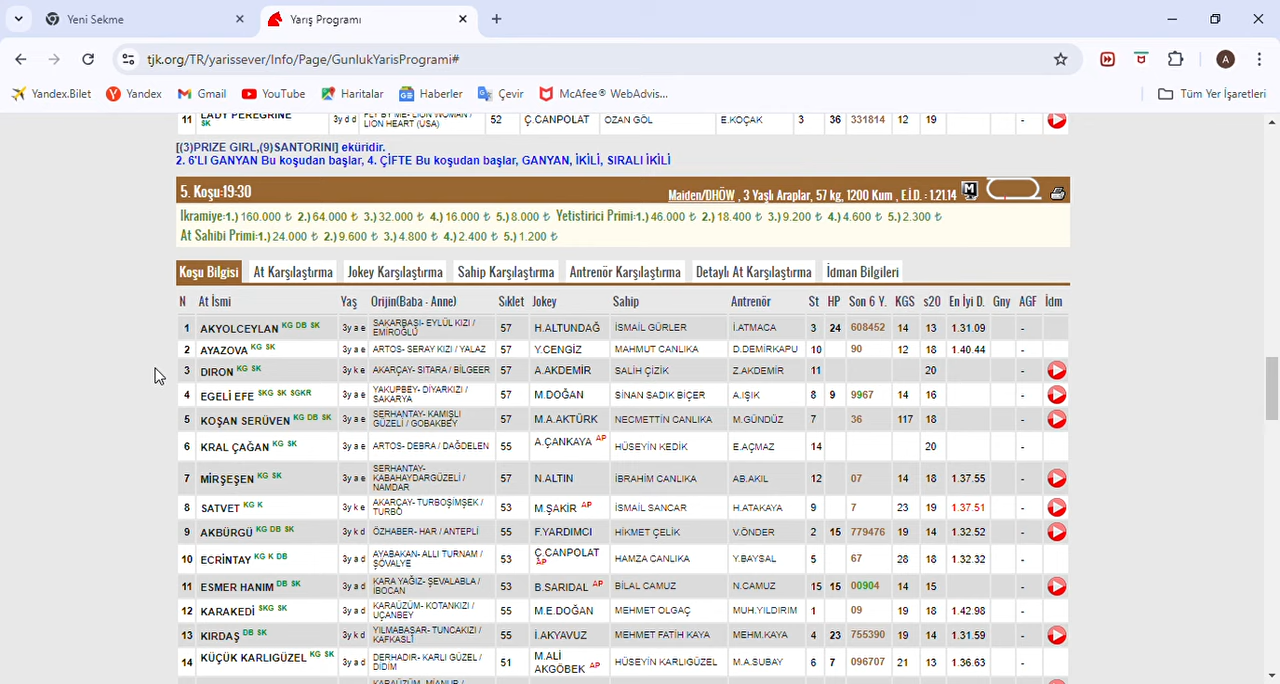 Yeni Sekme
Yarış Programı
tjk.org/TR/yarissever/Info/Page/GunlukYarisProgrami#
A
Yandex.Bilet Yandex Gmail YouTube Haritalar Haberler Çevir McAfee® WebAdvis... Tüm Yer İşaretleri
11 LADY PEREGRINE SK 3y d d FLY BY ME- LION WOMAN / LION HEART (USA) 52 Ç.CANPOLAT OZAN GÖL E.KOÇAK 3 36 331814 12 19 -
[(3)PRIZE GIRL,(9)SANTORINI] eküridir.
2. 6'LI GANYAN Bu koşudan başlar, 4. ÇİFTE Bu koşudan başlar, GANYAN, İKİLİ, SIRALI İKİLİ
5. Koşu:19:30 Maiden/DHÖW , 3 Yaşlı Araplar, 57 kg, 1200 Kum , E.İ.D. : 1.21.14 M
Ikramiye:1.) 160.000 ₺ 2.) 64.000 ₺ 3.) 32.000 ₺ 4.) 16.000 ₺ 5.) 8.000 ₺ Yetistirici Primi:1.) 46.000 ₺ 2.) 18.400 ₺ 3.) 9.200 ₺ 4.) 4.600 ₺ 5.) 2.300 ₺
At Sahibi Primi:1.) 24.000 ₺ 2.) 9.600 ₺ 3.) 4.800 ₺ 4.) 2.400 ₺ 5.) 1.200 ₺
Koşu Bilgisi At Karşılaştırma Jokey Karşılaştırma Sahip Karşılaştırma Antrenör Karşılaştırma Detaylı At Karşılaştırma İdman Bilgileri
N At İsmi Yaş Orijin(Baba - Anne) Sıklet Jokey Sahip Antrenör St HP Son 6 Y. KGS s20 En İyi D. Gny AGF İdm
1 AKYOLCEYLAN KG DB SK 3y a e SAKARBAŞI- EYLÜL KIZI / EMİROĞLU 57 H.ALTUNDAĞ İSMAİL GÜRLER İ.ATMACA 3 24 608452 14 13 1.31.09 -
2 AYAZOVA KG SK 3y a e ARTOS- SERAY KIZI / YALAZ 57 Y.CENGİZ MAHMUT CANLIKA D.DEMİRKAPU 10 90 12 18 1.40.44 -
3 DIRON KG SK 3y k e AKARÇAY- SITARA / BİLGEER 57 A.AKDEMİR SALİH ÇİZİK Z.AKDEMİR 11 20 -
4 EGELİ EFE SKG SK SGKR 3y a e YAKUPBEY- DİYARKIZI / SAKARYA 57 M.DOĞAN SİNAN SADIK BİÇER A.IŞIK 8 9 9967 14 16 -
5 KOŞAN SERÜVEN KG DB SK 3y a e SERHANTAY- KAMIŞLI GÜZELİ / GOBAKBEY 57 M.A.AKTÜRK NECMETTİN CANLIKA M.GÜNDÜZ 7 36 117 18 -
6 KRAL ÇAĞAN KG SK 3y a e ARTOS- DEBRA / DAĞDELEN 55 A.ÇANKAYA AP HÜSEYİN KEDİK E.AÇMAZ 14 20 -
7 MİRŞEŞEN KG SK 3y a e SERHANTAY- KABAHAYDARGÜZELİ / NAMDAR 57 N.ALTIN İBRAHİM CANLIKA AB.AKIL 12 07 14 18 1.37.55 -
8 SATVET KG K 3y k e AKARÇAY- TURBOŞİMŞEK / TURBO 53 M.ŞAKİR AP İSMAİL SANCAR H.ATAKAYA 9 7 23 19 1.37.51 -
9 AKBÜRGÜ KG DB SK 3y k d ÖZHABER- HAR / ANTEPLİ 55 F.YARDIMCI HİKMET ÇELİK V.ÖNDER 2 15 779476 19 14 1.32.52 -
10 ECRİNTAY KG K DB 3y a d AYABAKAN- ALLI TURNAM / ŞÖVALYE 53 Ç.CANPOLAT AP HAMZA CANLIKA Y.BAYSAL 5 67 28 18 1.32.32 -
11 ESMER HANIM DB SK 3y a d KARA YAĞIZ- ŞEVALABLA / İBOCAN 53 B.SARIDAL AP BİLAL CAMUZ N.CAMUZ 15 15 00904 14 15 -
12 KARAKEDİ SKG SK 3y a d KARAÜZÜM- KOTANKIZI / UÇANBEY 55 M.E.DOĞAN MEHMET OLGAÇ MUH.YILDIRIM 1 09 19 18 1.42.98 -
13 KIRDAŞ DB SK 3y k d YILMABAŞAR- TUNCAKIZI / KAFKASLI 55 İ.AKYAVUZ MEHMET FATİH KAYA MEHM.KAYA 4 23 755390 19 14 1.31.59 -
14 KÜÇÜK KARLIGÜZEL KG SK 3y a d DERHADIR- KARLI GÜZEL / DİDİM 51 M.ALİ AKGÖBEK AP HÜSEYİN KARLIGÜZEL M.A.SUBAY 6 7 096707 21 13 1.36.63 -